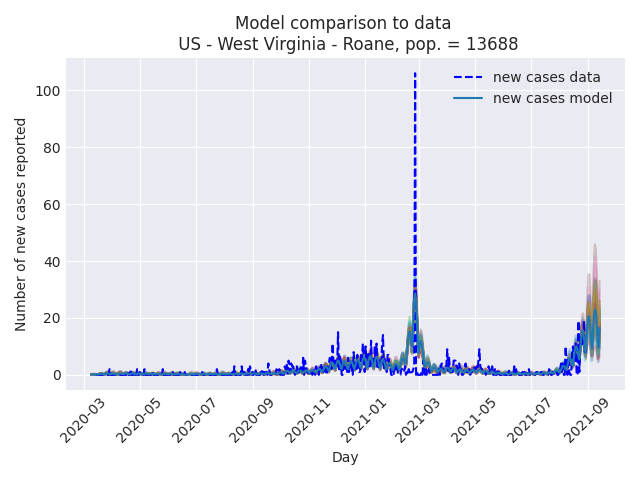 Model comparison to data
US - West Virginia - Roane, pop. = 13688
new cases data
new cases model
Number of new cases reported
100
80
60
40
20
0
2020-03
2020-05
2020-07
2020-09
2020-11
2021-01
2021-03
2021-05
2021-07
2021-09
Day